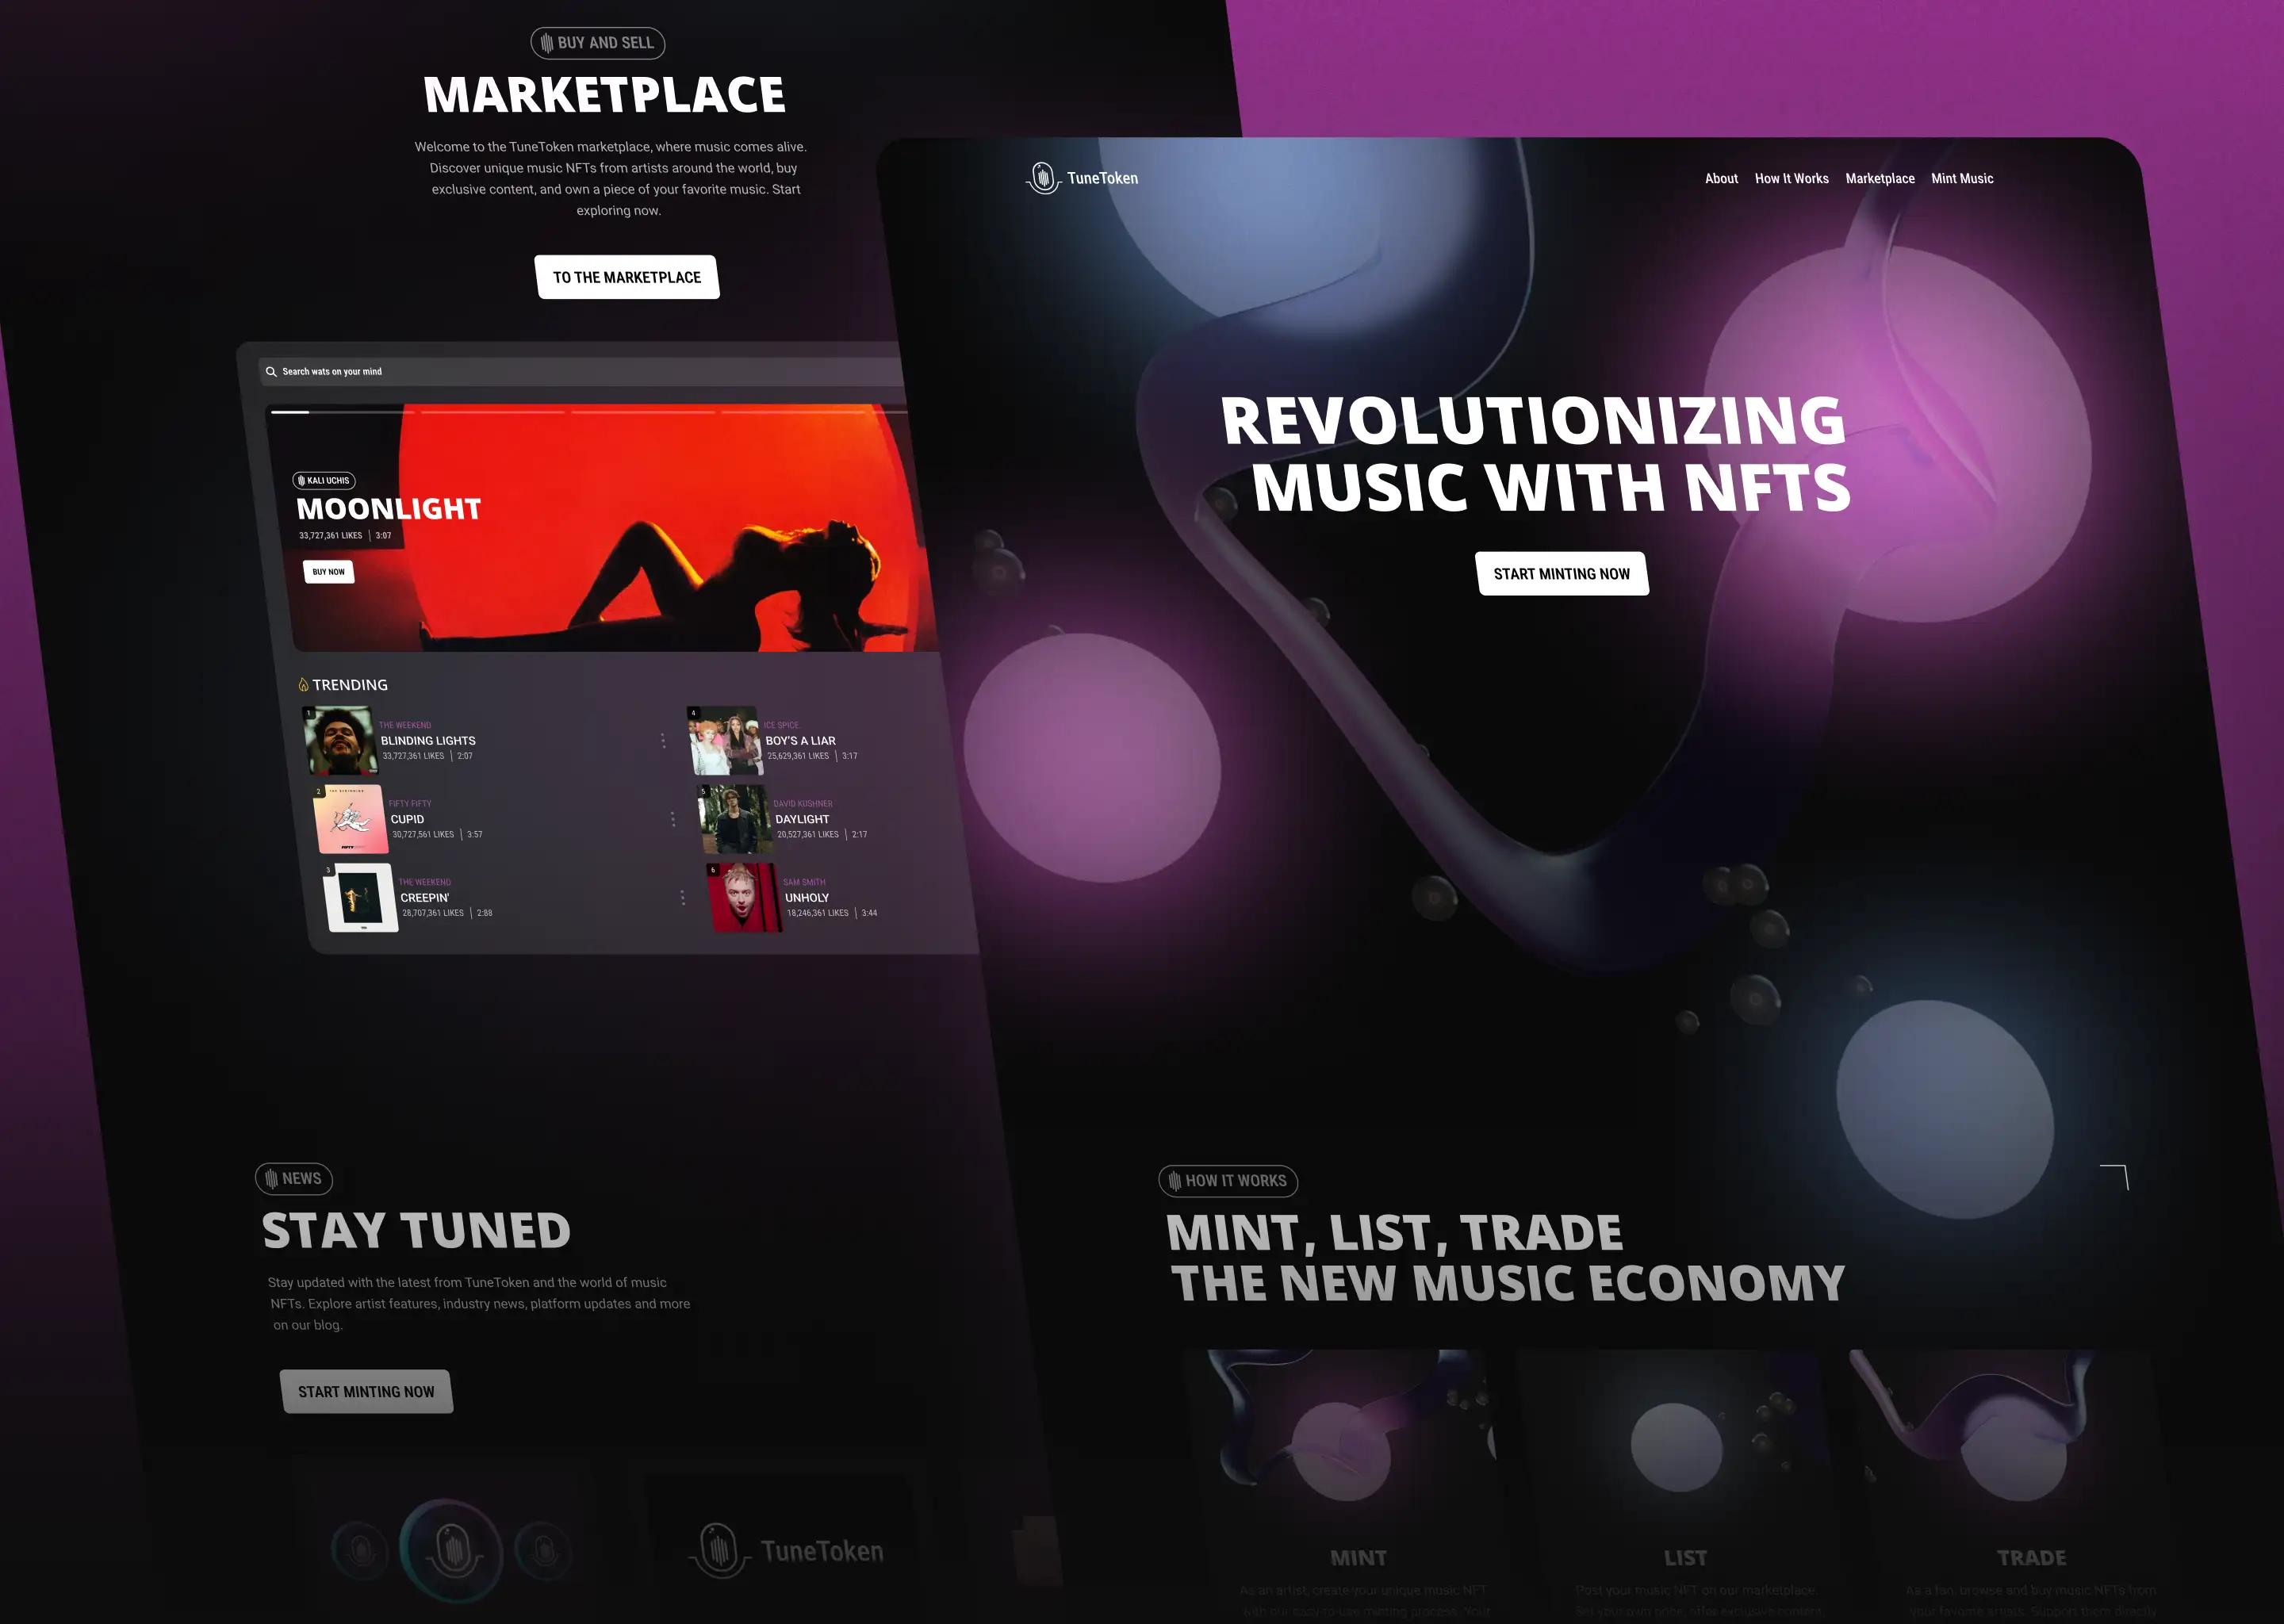 BUY AND SELL
MARKETPLACE
Welcome to the TuneToken marketplace, where music comes alive.
Discover unique music NFTs from artists around the world, buy
exclusive content, and own a piece of your favorite music. Start
exploring now.
TO THE MARKETPLACE
Search wats on your mind
KALI UCHIS
MOONLIGHT
33,727,361 LIKES | 3:07
BUY NOW
TRENDING
1
THE WEEKEND
BLINDING LIGHTS
33,727,361 LIKES | 2:07
2
FIFTY FIFTY
CUPID
30,727,561 LIKES | 3:57
3
THE WEEKEND
CREEPIN'
28,707,361 LIKES | 2:88
4
ICE SPICE
BOY'S A LIAR
25,629,361 LIKES | 3:17
5
DAVID KUSHNER
DAYLIGHT
20,527,361 LIKES | 2:17
6
SAM SMITH
UNHOLY
18,246,361 LIKES | 3:44
NEWS
STAY TUNED
Stay updated with the latest from TuneToken and the world of music
NFTs. Explore artist features, industry news, platform updates and more
on our blog.
START MINTING NOW
TuneToken
TuneToken
About How It Works Marketplace Mint Music
REVOLUTIONIZING
MUSIC WITH NFTS
START MINTING NOW
HOW IT WORKS
MINT, LIST, TRADE
THE NEW MUSIC ECONOMY
MINT
As an artist, create your unique music NFT
with our easy-to-use minting process. Your
LIST
Post your music NFT on our marketplace.
Set your own price, offer exclusive content
TRADE
As a fan, browse and buy music NFTs from
your favorite artists. Support them directly